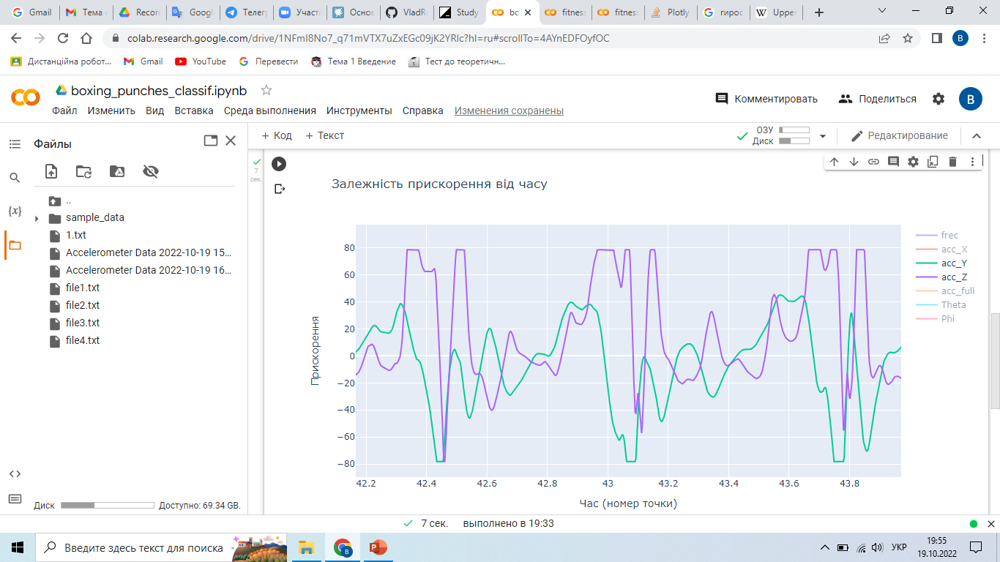 Gmail
Тема
Record
Googl
Телегр
Участ
Основ
VladR
Study
bo
fitness
fitness
Plotly
гирос
Upper
colab.research.google.com/drive/1NFmI8No7_q71mVTX7uZxEGc09jK2YRlc?hl=ru#scrollTo=4AYnEDFOyfOC
B
Дистанційна робот...
Gmail
YouTube
Перевести
Тема 1 Введение
Тест до теоретичн...
boxing_punches_classif.ipynb
Комментировать
Поделиться
B
Файл Изменить Вид Вставка Среда выполнения Инструменты Справка Изменения сохранены
Файлы
+ Код + Текст
ОЗУ
Диск
Редактирование
{x}
..
sample_data
1.txt
Accelerometer Data 2022-10-19 15...
Accelerometer Data 2022-10-19 16...
file1.txt
file2.txt
file3.txt
file4.txt
Диск
Доступно: 69.34 GB.
7
сек.
Залежність прискорення від часу
80
60
40
20
0
−20
−40
−60
−80
Прискорення
42.2 42.4 42.6 42.8 43 43.2 43.4 43.6 43.8
Час (номер точки)
frec
acc_X
acc_Y
acc_Z
acc_full
Theta
Phi
7 сек. выполнено в 19:33
Введите здесь текст для поиска
B
P
УКР
19:55
19.10.2022